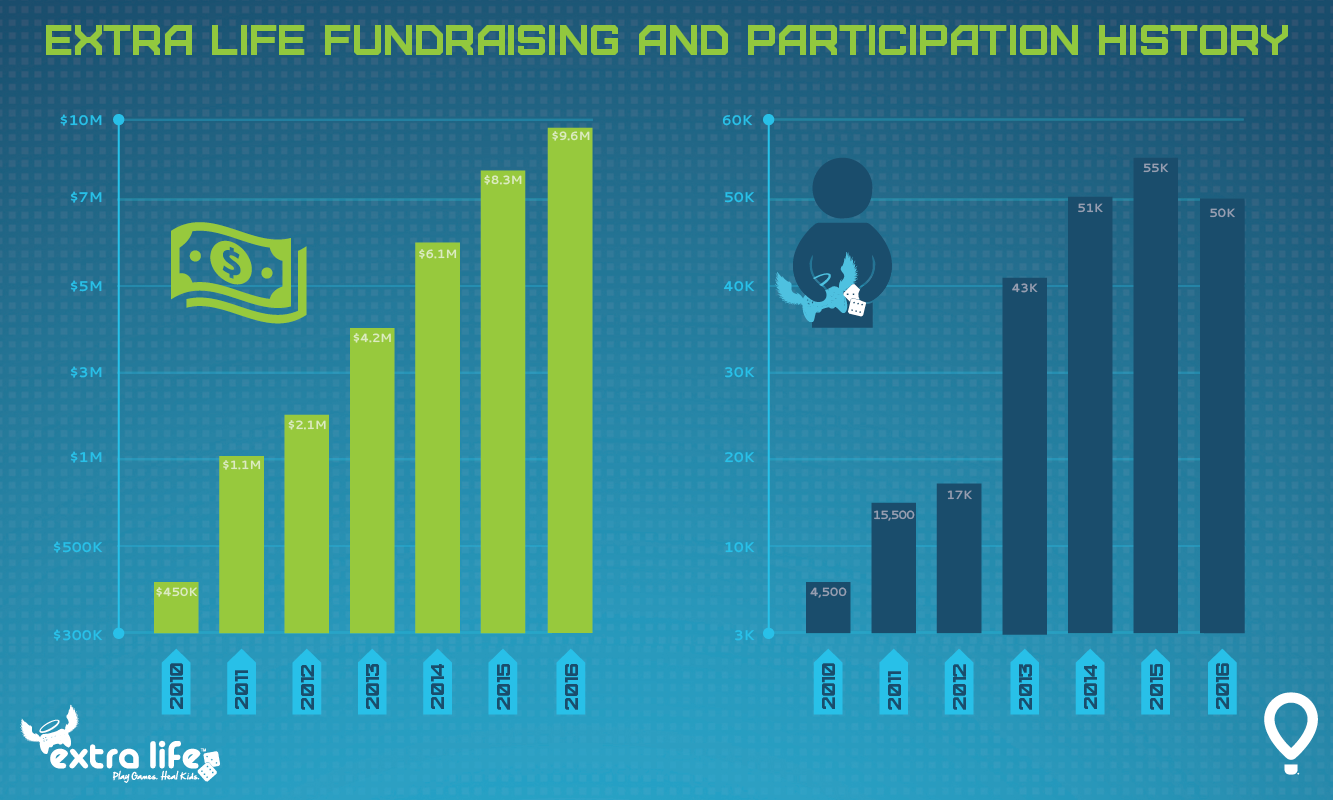 EXTRA LIFE FUNDRAISING AND PARTICIPATION HISTORY
$10M
$7M
$5M
$3M
$1M
$500K
$300K
$450K
$1.1M
$2.1M
$4.2M
$6.1M
$8.3M
$9.6M
$
2010
2011
2012
2013
2014
2015
2016
60K
50K
40K
30K
20K
10K
3K
4,500
15,500
17K
43K
51K
55K
50K
2010
2011
2012
2013
2014
2015
2016
extra life™
Play Games. Heal Kids.